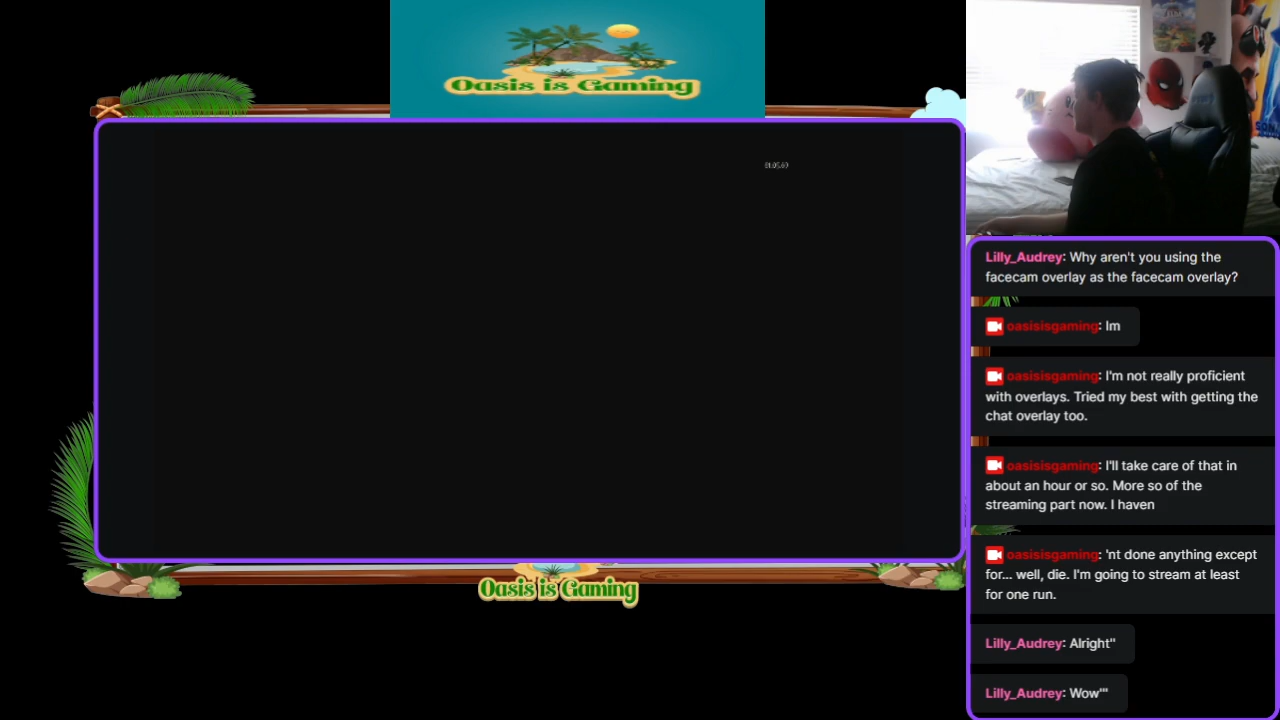 Oasis is Gaming
Lilly_Audrey: Why aren't you using the
facecam overlay as the facecam overlay?
oasisisgaming: Im
oasisisgaming: I'm not really proficient
with overlays. Tried my best with getting the
chat overlay too.
oasisisgaming: I'll take care of that in
about an hour or so. More so of the
streaming part now. I haven
oasisisgaming: 'nt done anything except
for... well, die. I'm going to stream at least
for one run.
Oasis is Gaming
Lilly_Audrey: Alright"
Lilly_Audrey: Wow""